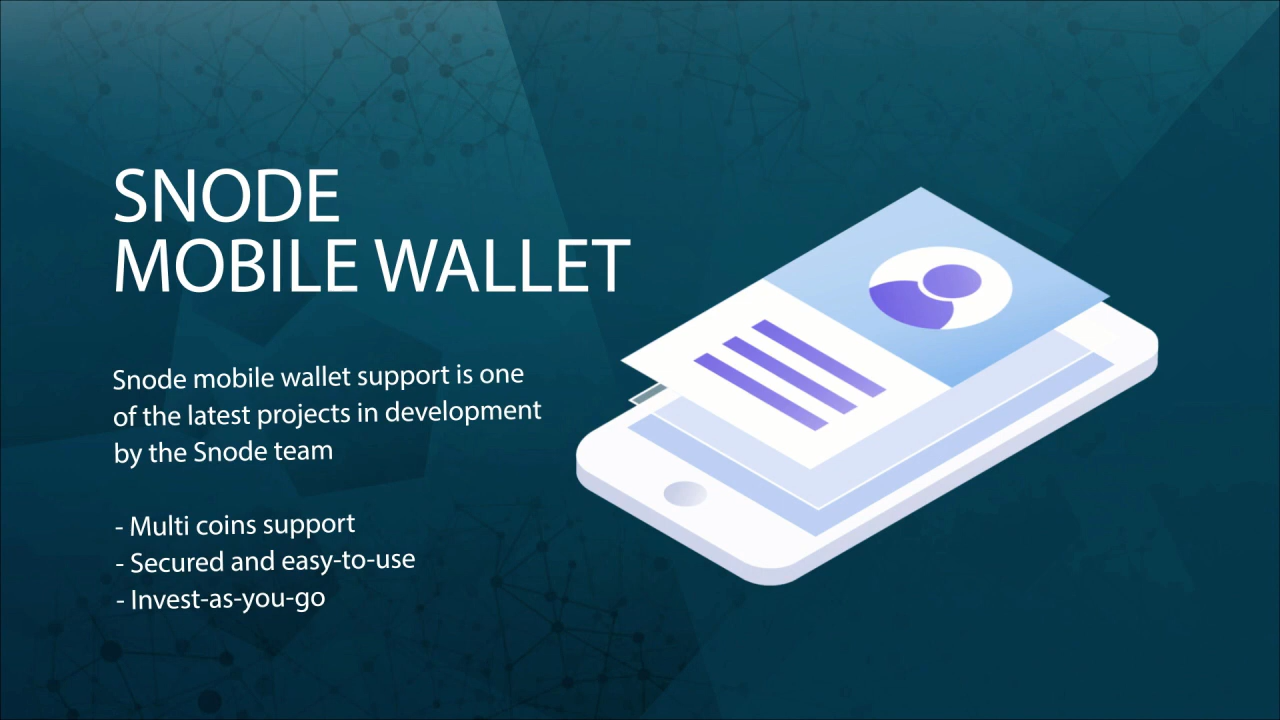 SNODE
MOBILE WALLET
Snode mobile wallet support is one
of the latest projects in development
by the Snode team
- Multi coins support
- Secured and easy-to-use
- Invest-as-you-go